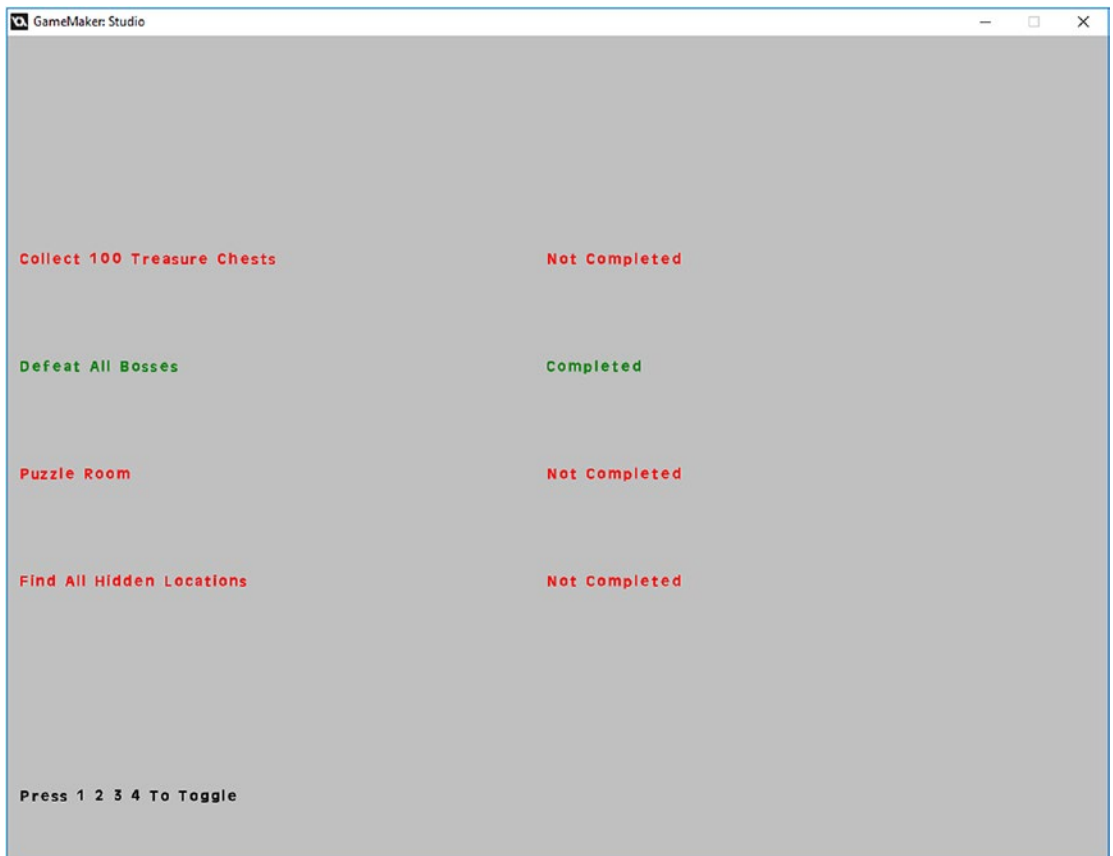 GameMaker: Studio
Collect 100 Treasure Chests Not Completed
Defeat All Bosses Completed
Puzzle Room Not Completed
Find All Hidden Locations Not Completed
Press 1 2 3 4 To Toggle